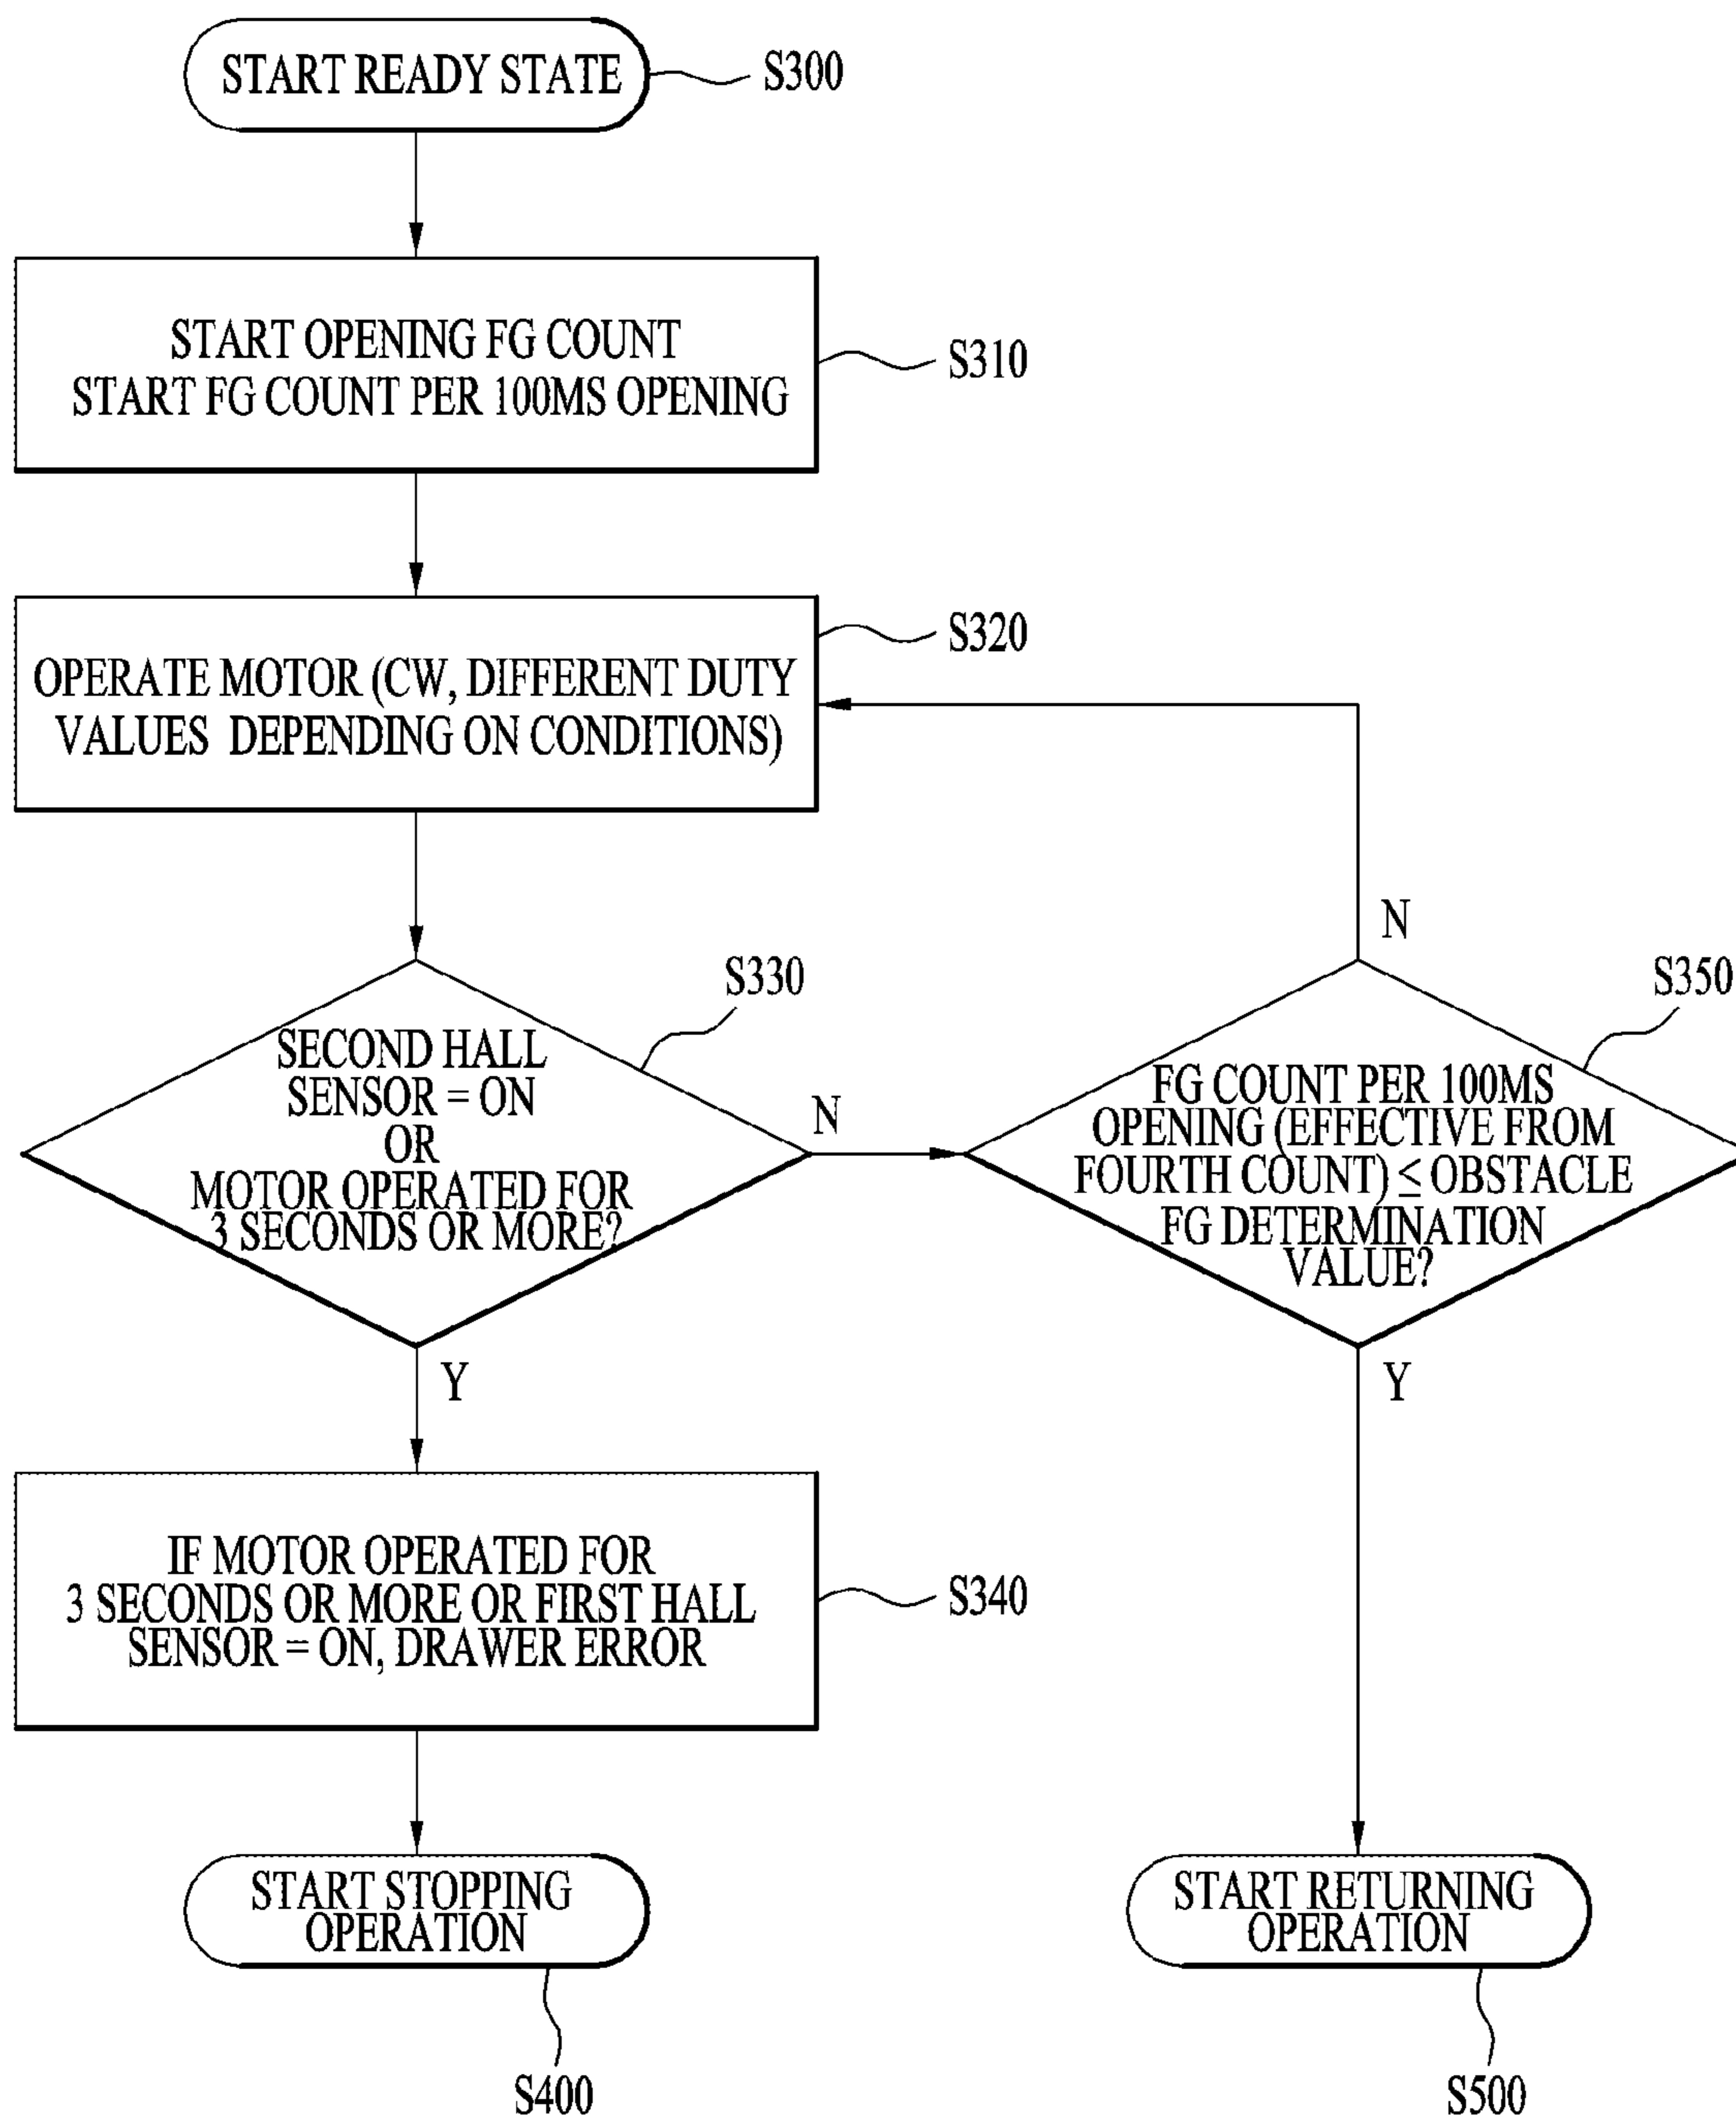 START READY STATE
S300
START OPENING FG COUNT
START FG COUNT PER 100MS OPENING
S310
OPERATE MOTOR (CW, DIFFERENT DUTY
VALUES DEPENDING ON CONDITIONS)
S320
SECOND HALL
SENSOR = ON
OR
MOTOR OPERATED FOR
3 SECONDS OR MORE?
S330
N
Y
FG COUNT PER 100MS
OPENING (EFFECTIVE FROM
FOURTH COUNT) ≤ OBSTACLE
FG DETERMINATION
VALUE?
S350
N
Y
IF MOTOR OPERATED FOR
3 SECONDS OR MORE OR FIRST HALL
SENSOR = ON, DRAWER ERROR
S340
START STOPPING
OPERATION
S400
START RETURNING
OPERATION
S500